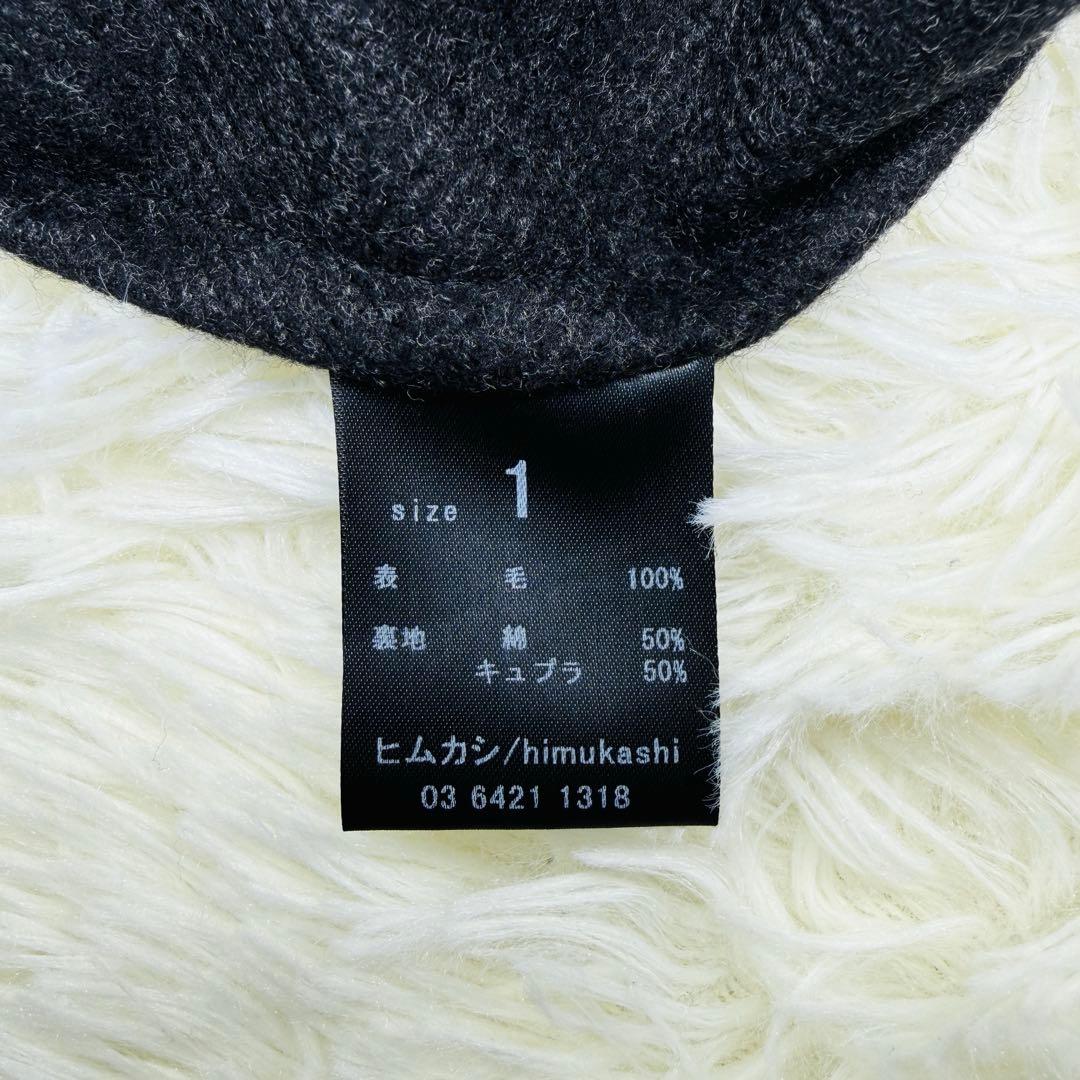 size 1
表 毛 100%
裏地 綿 50%
キュプラ 50%
ヒムカシ/himukashi
03 6421 1318